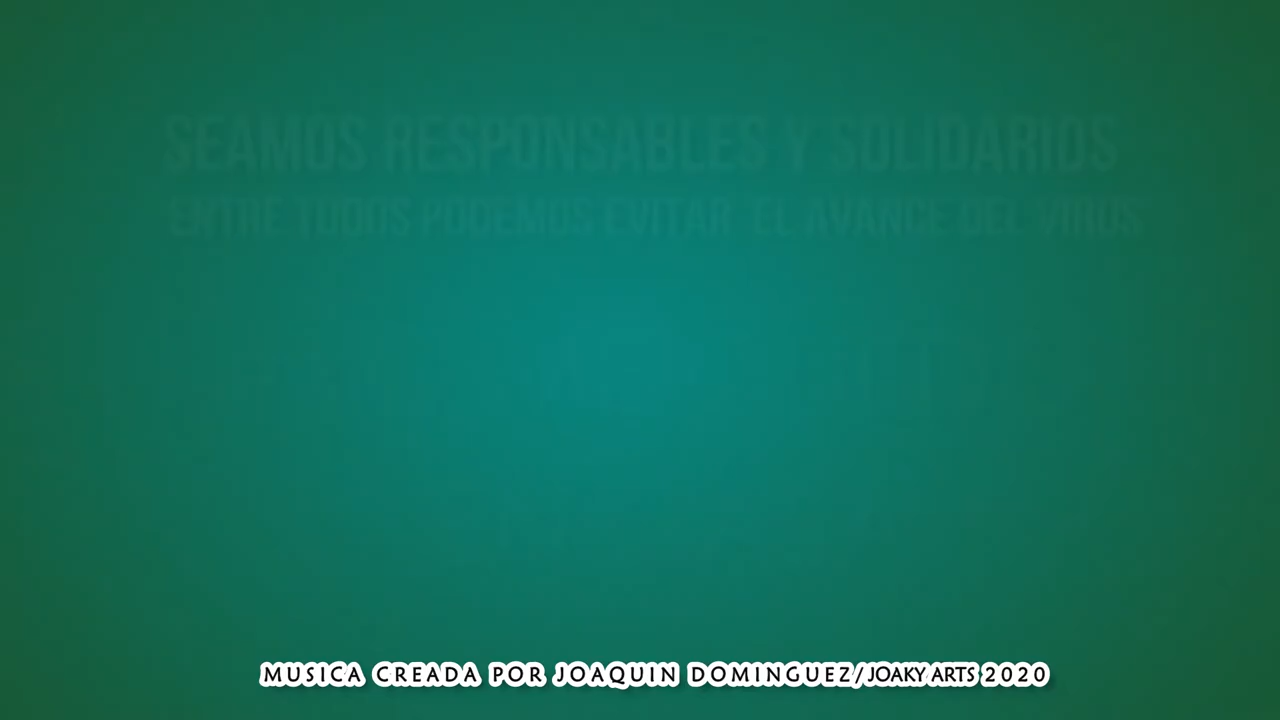 SEAMOS RESPONSABLES Y SOLIDARIOS
ENTRE TODOS PODEMOS EVITAR EL AVANCE DEL VIRUS
MUSICA CREADA POR JOAQUIN DOMINGUEZ/JOAKY ARTS 2020